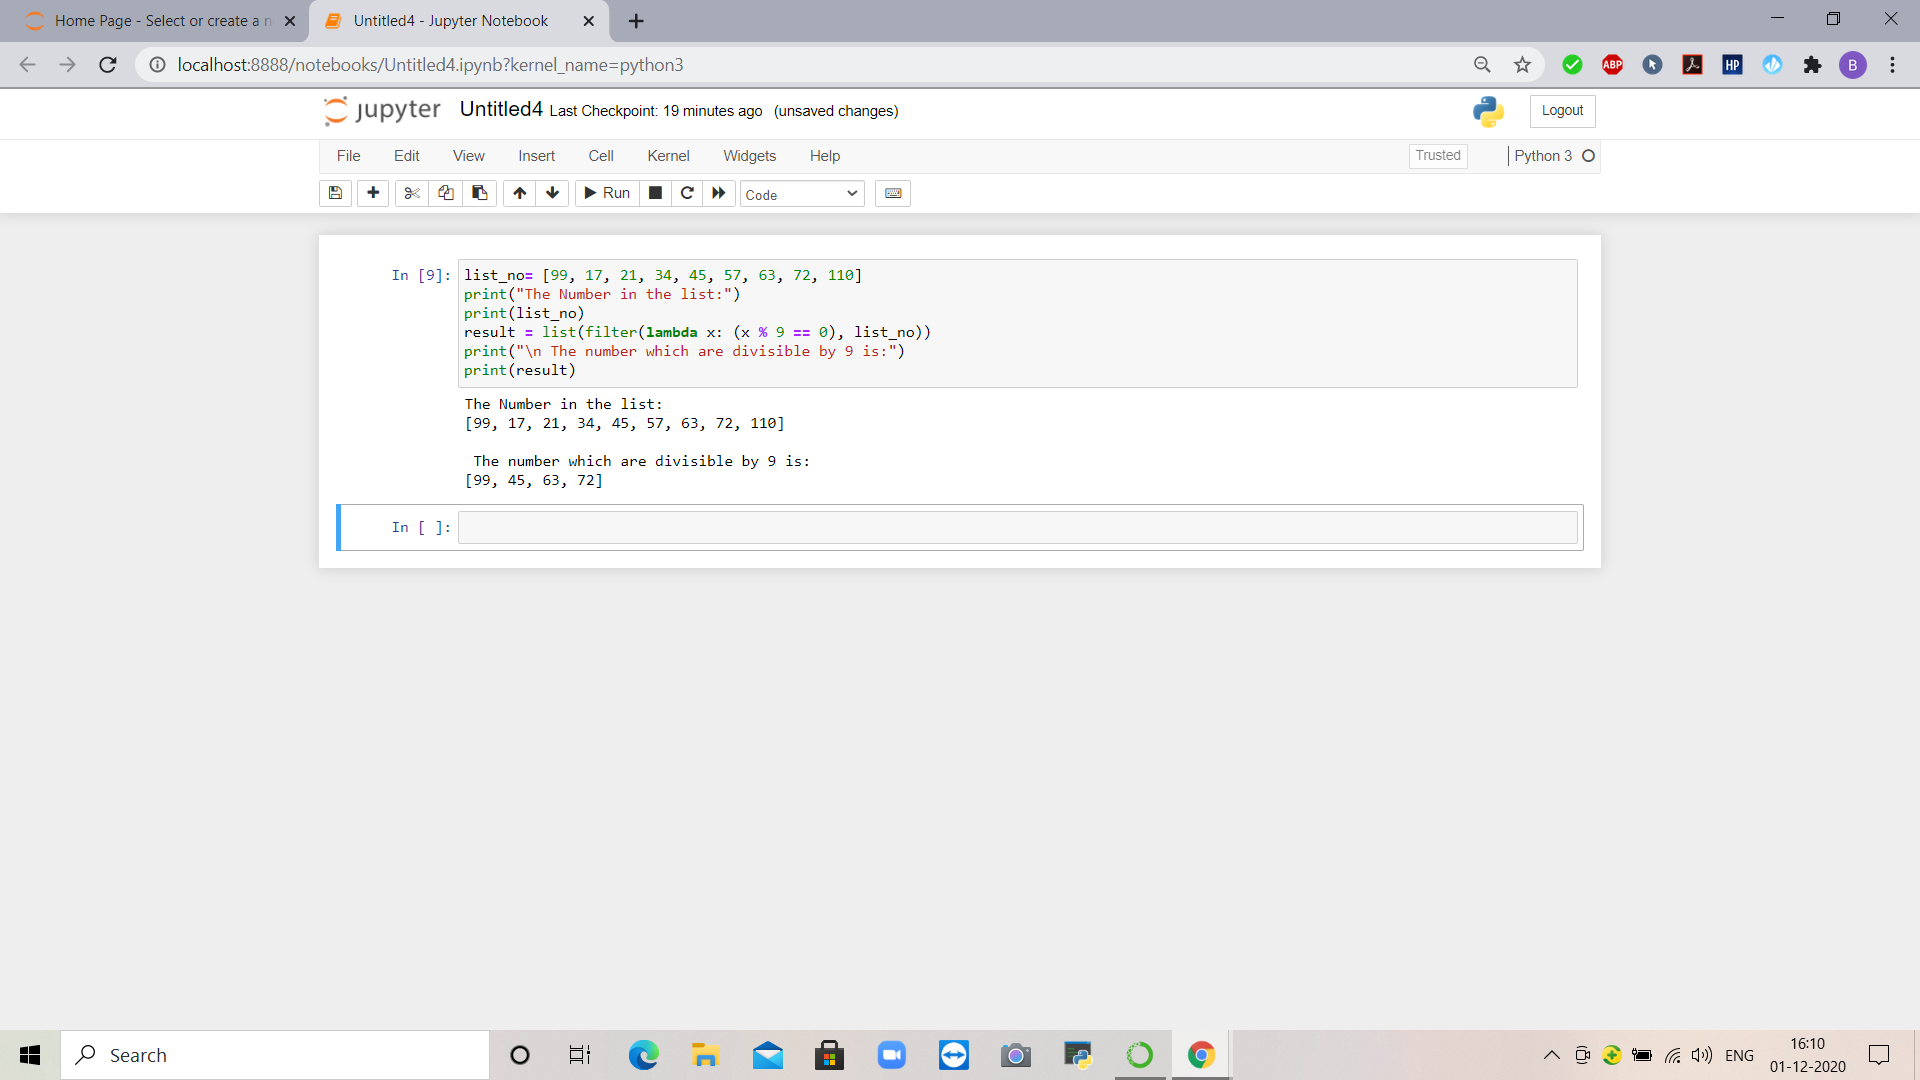 Home Page - Select or create a n
Untitled4 - Jupyter Notebook
localhost:8888/notebooks/Untitled4.ipynb?kernel_name=python3
ABP
HP
B
jupyter Untitled4 Last Checkpoint: 19 minutes ago (unsaved changes)
Logout
File Edit View Insert Cell Kernel Widgets Help
Trusted
Python 3
Run
Code
In [9]:
list_no= [99, 17, 21, 34, 45, 57, 63, 72, 110]
print("The Number in the list:")
print(list_no)
result = list(filter(lambda x: (x % 9 == 0), list_no))
print("\n The number which are divisible by 9 is:")
print(result)
The Number in the list:
[99, 17, 21, 34, 45, 57, 63, 72, 110]
The number which are divisible by 9 is:
[99, 45, 63, 72]
In [ ]:
Search
ENG
16:10
01-12-2020